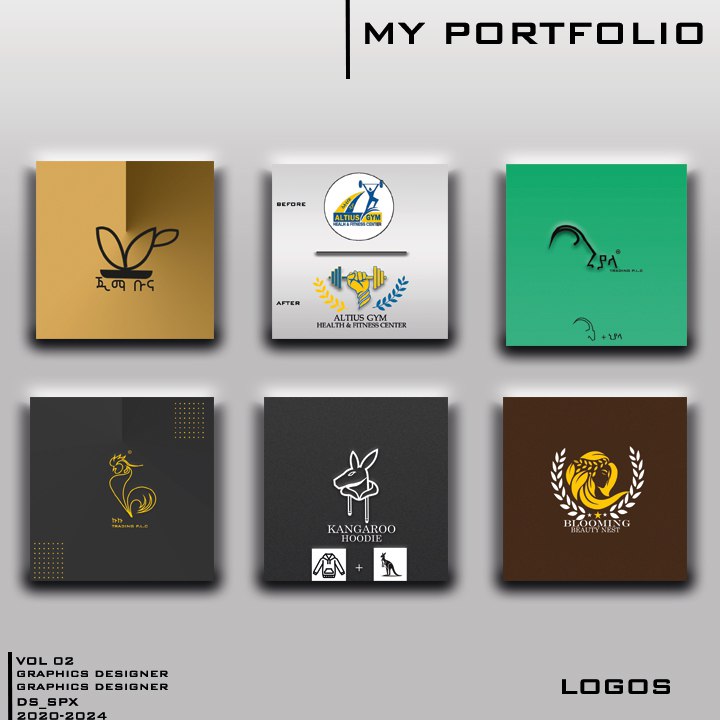 MY PORTFOLIO
ጂማ ቡና
BEFORE
ALTIUS GYM
HEALTH & FITNESS CENTER
AFTER
ALTIUS GYM
HEALTH & FITNESS CENTER
ኒያላ
TRADING P.L.C
+ ኒያላ
TRADING P.L.C
KANGAROO
HOODIE
+
BLOOMING
BEAUTY NEST
VOL 02
GRAPHICS DESIGNER
GRAPHICS DESIGNER
DS_SPX
2020-2024
LOGOS